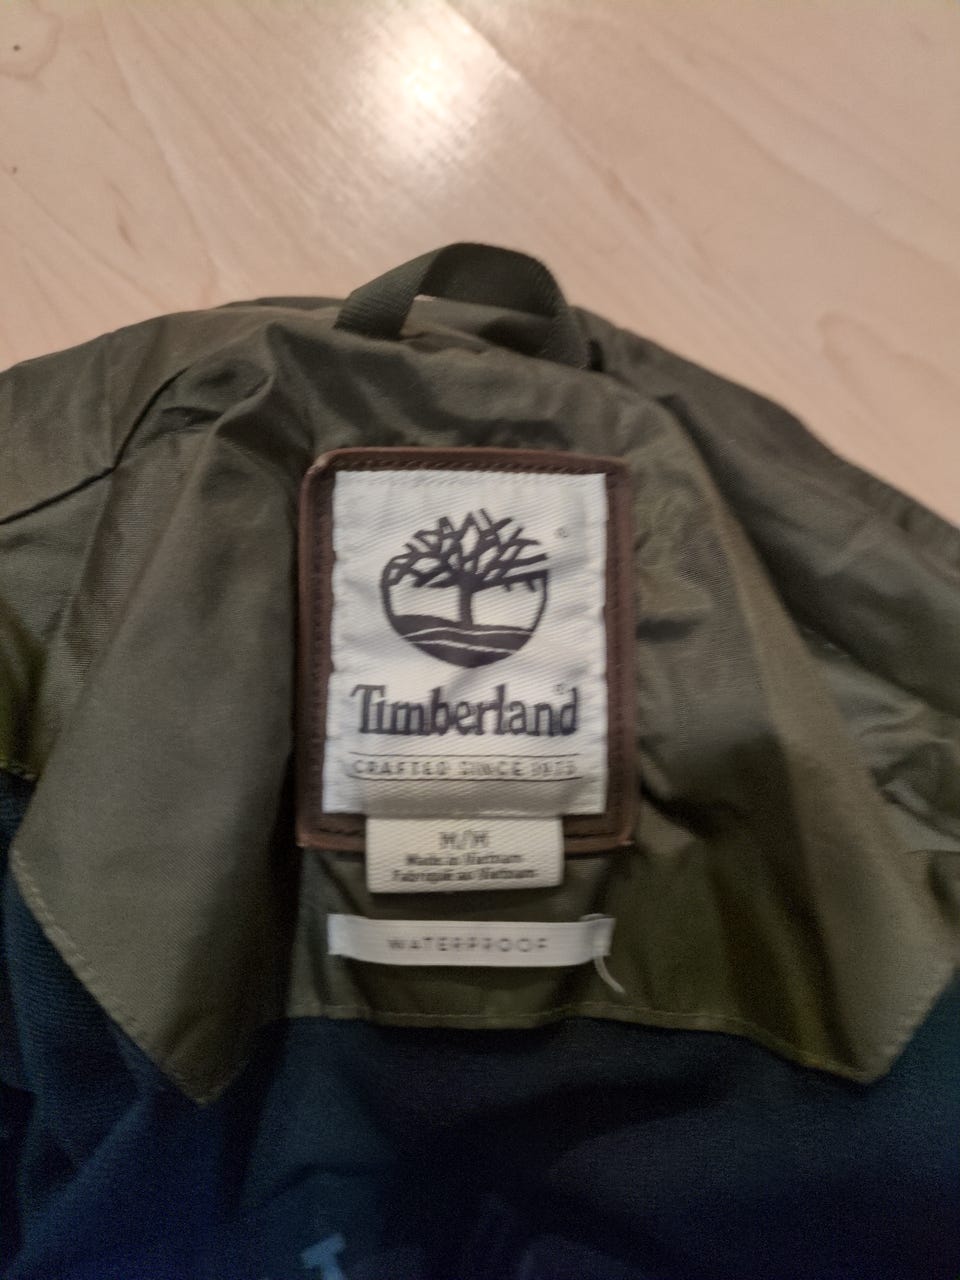 Timberland
CRAFTED SINCE 1973
M/M
Made in Vietnam
Fabriqué au Vietnam
WATERPROOF